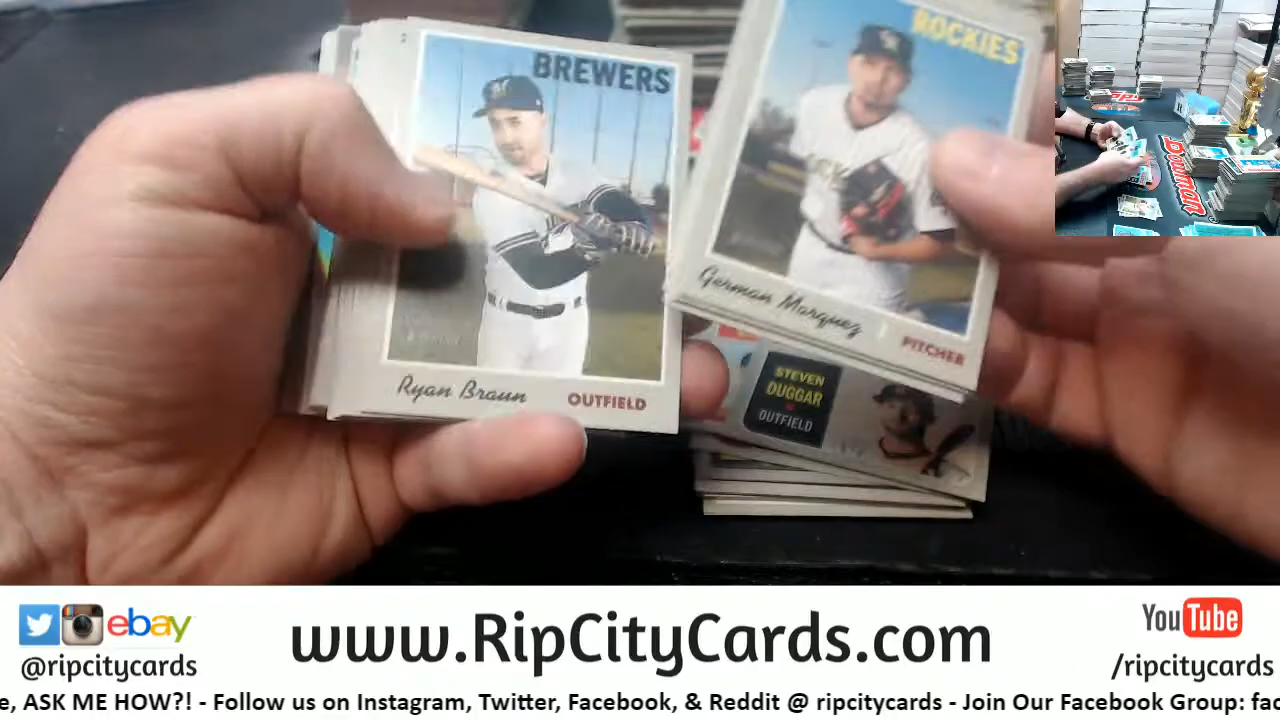 BREWERS
Ryan Braun OUTFIELD
ROCKIES
German Marquez PITCHER
STEVEN
DUGGAR
OUTFIELD
Bowman
ebay
@ripcitycards
www.RipCityCards.com
YouTube
/ripcitycards
e, ASK ME HOW?! - Follow us on Instagram, Twitter, Facebook, & Reddit @ ripcitycards - Join Our Facebook Group: fac